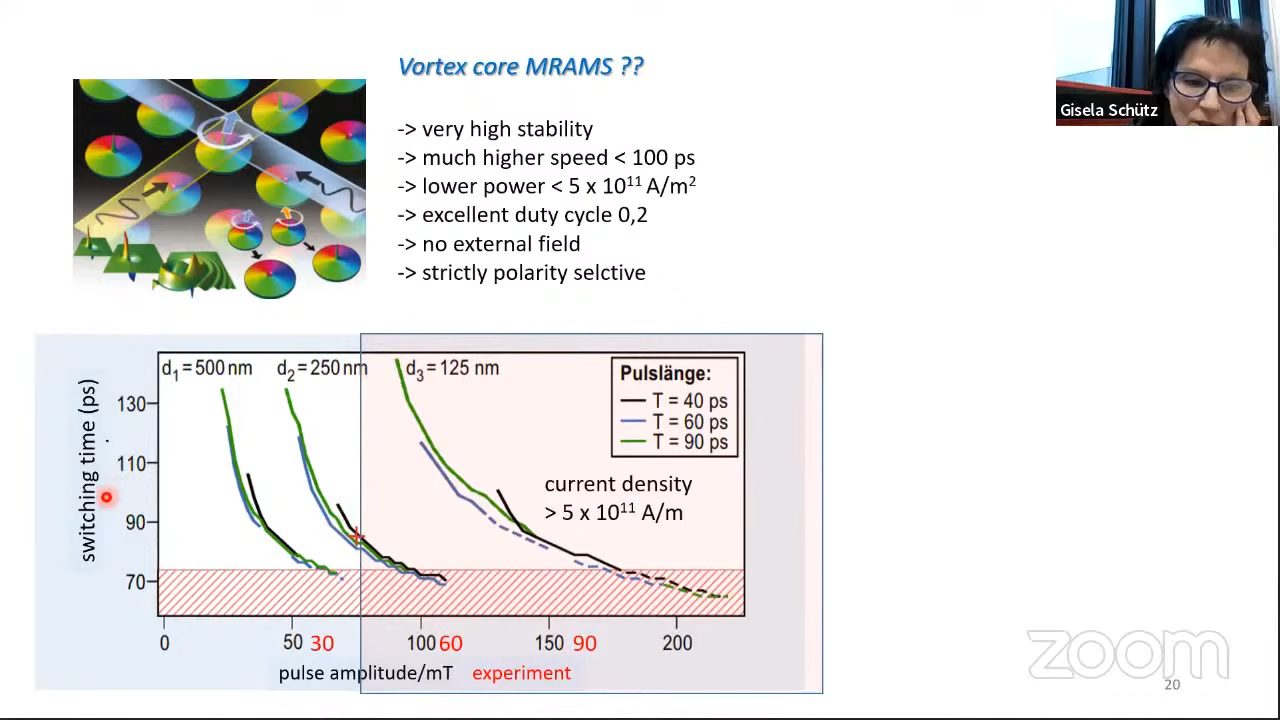 Vortex core MRAMS ??
Gisela Schütz
-> very high stability
-> much higher speed < 100 ps
-> lower power < 5 x 10¹¹ A/m²
-> excellent duty cycle 0,2
-> no external field
-> strictly polarity selctive
d₁ = 500 nm d₂ = 250 nm d₃ = 125 nm
Pulslänge:
T = 40 ps
T = 60 ps
T = 90 ps
switching time (ps)
130
110
90
70
current density
> 5 x 10¹¹ A/m
0 50 30 100 60 150 90 200
pulse amplitude/mT experiment
zoom
20